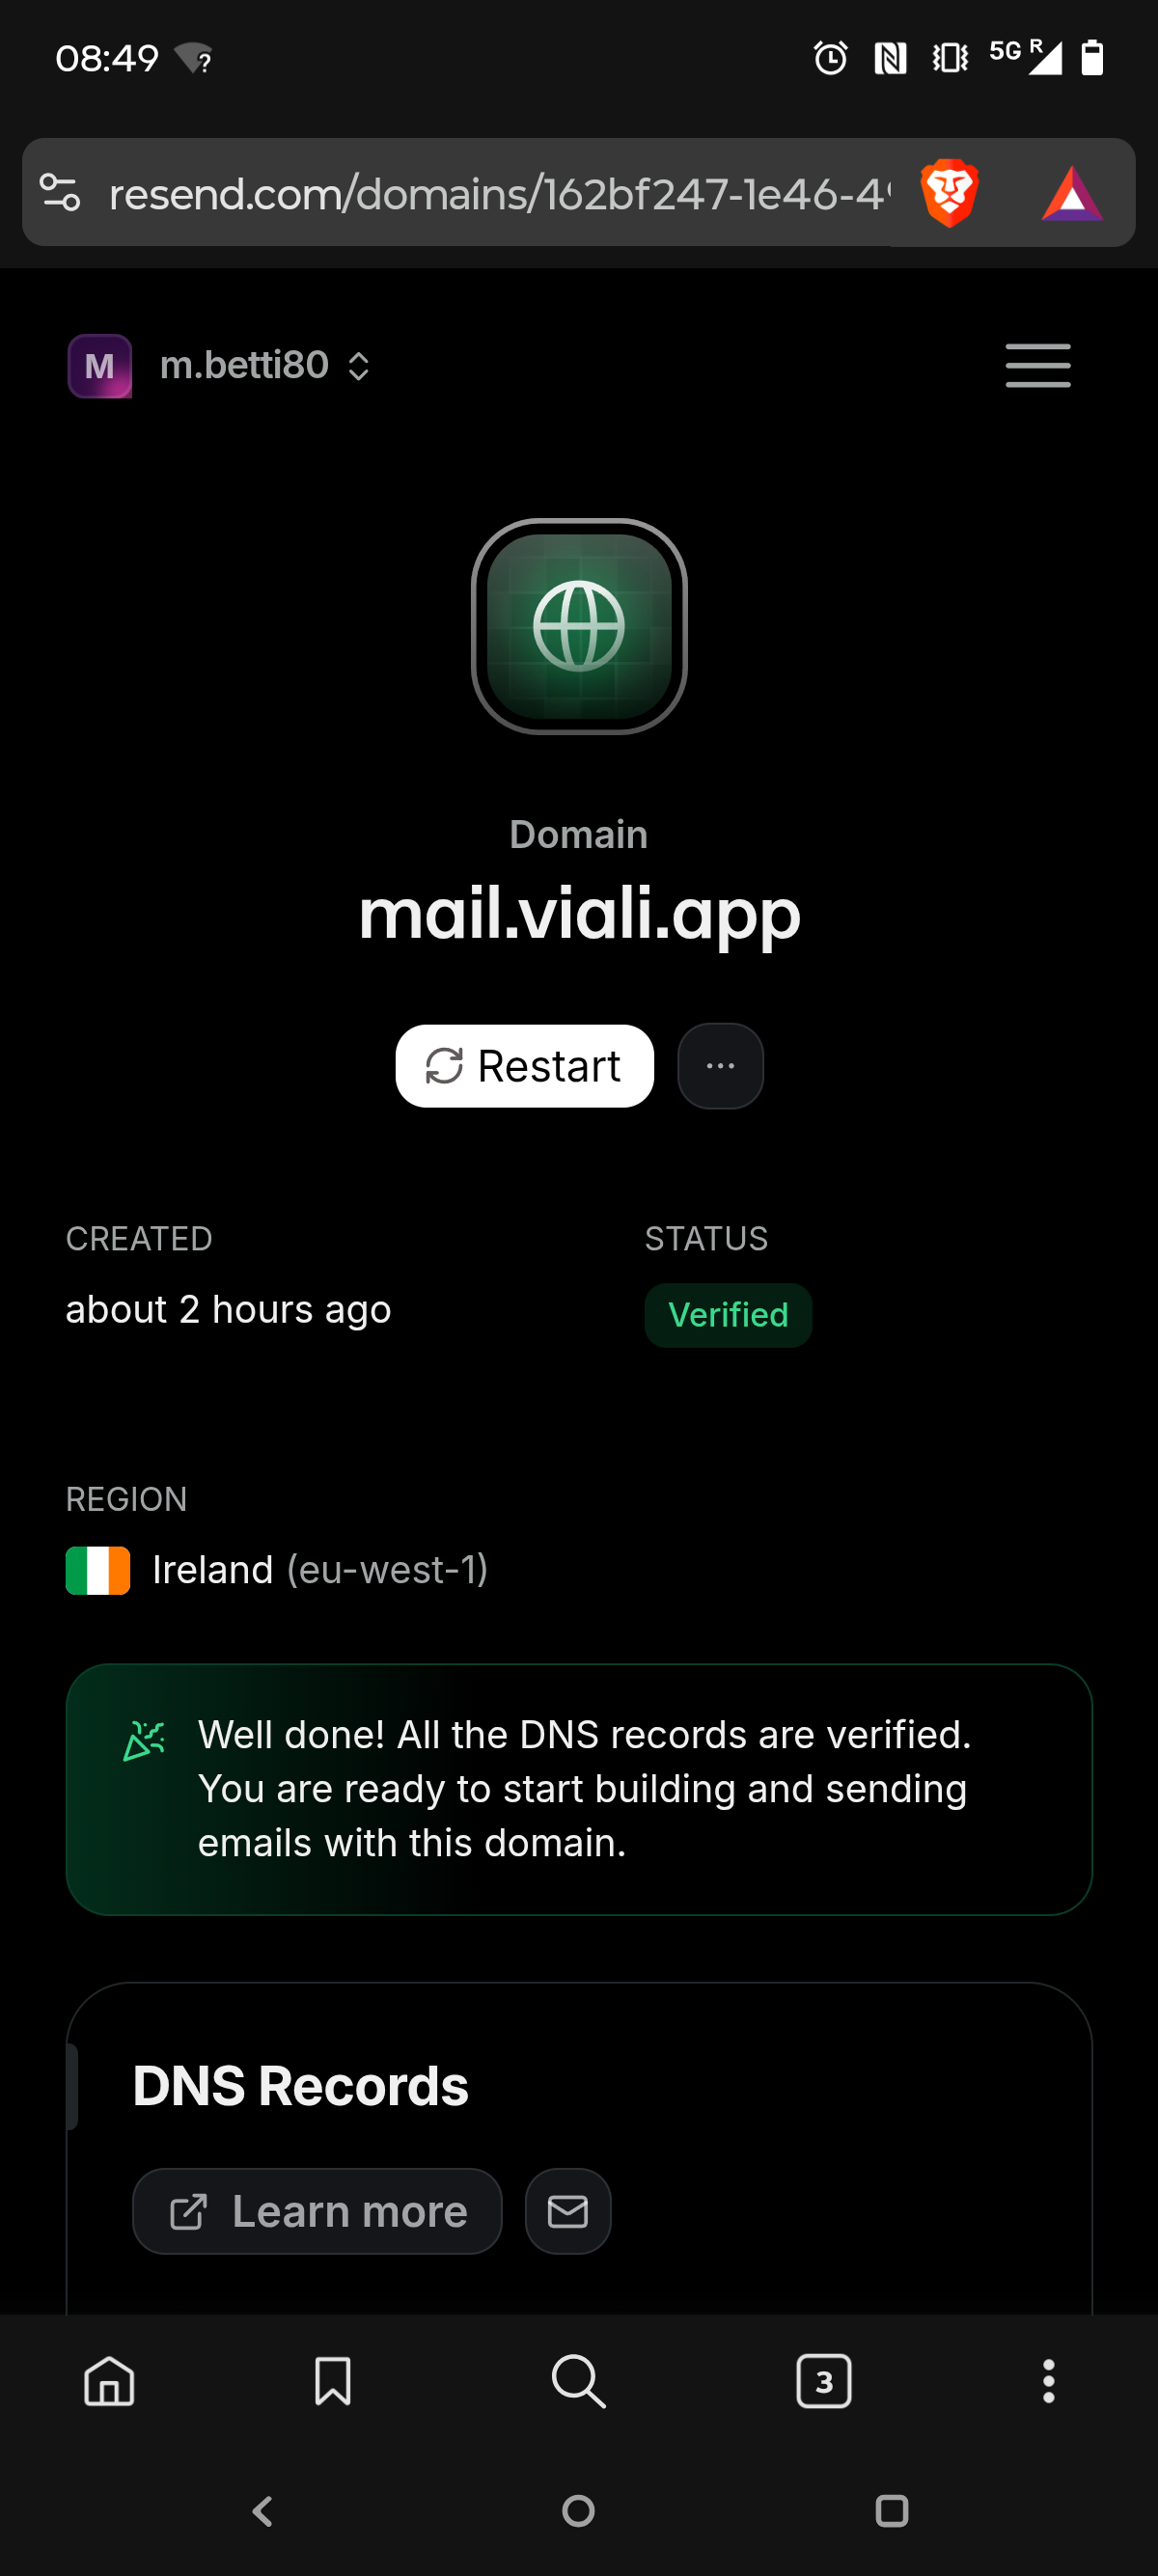 08:49
5G R
resend.com/domains/162bf247-1e46-4
M m.betti80
Domain
mail.viali.app
Restart
CREATED
STATUS
about 2 hours ago
Verified
REGION
Ireland (eu-west-1)
Well done! All the DNS records are verified.
You are ready to start building and sending
emails with this domain.
DNS Records
Learn more
3